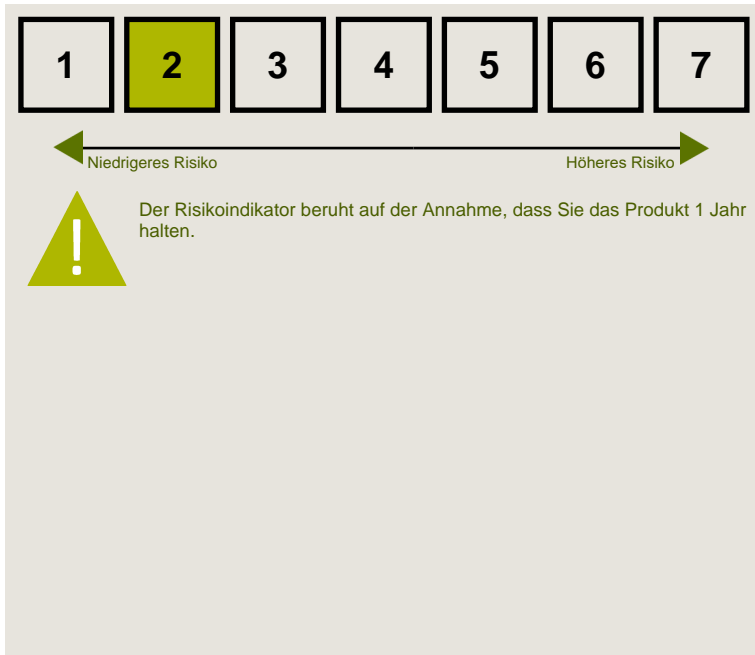 1 2 3 4 5 6 7
Niedrigeres Risiko Höheres Risiko
!
Der Risikoindikator beruht auf der Annahme, dass Sie das Produkt 1 Jahr
halten.